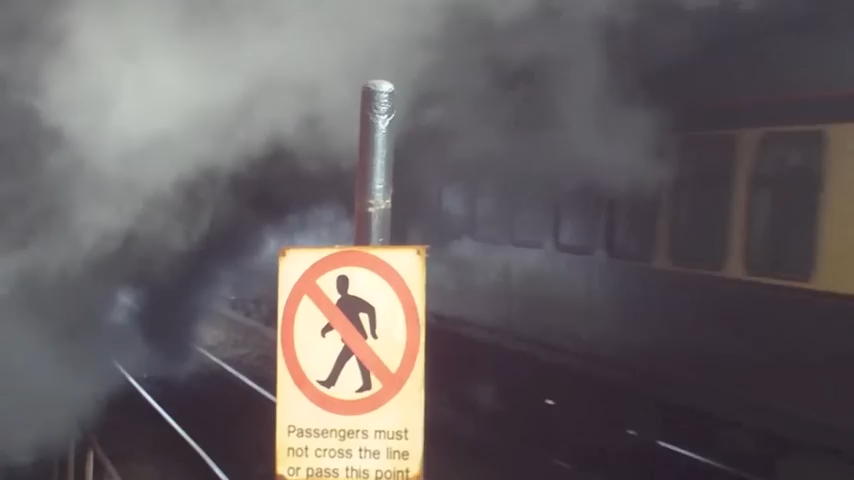 Passengers must
not cross the line
or pass this point